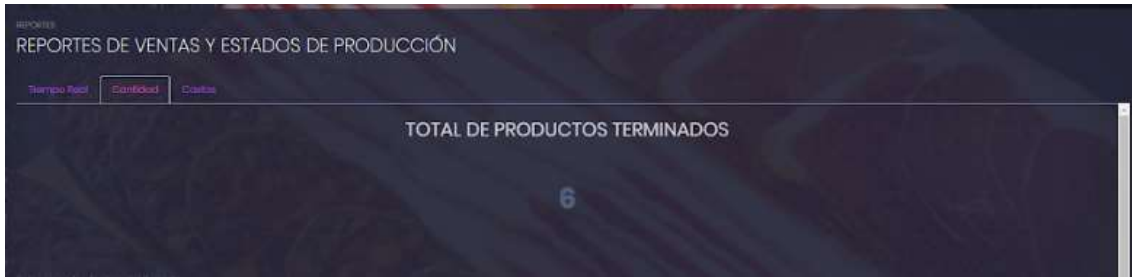 REPORTES
REPORTES DE VENTAS Y ESTADOS DE PRODUCCIÓN
Tiempo Real Cantidad Costos
TOTAL DE PRODUCTOS TERMINADOS
6